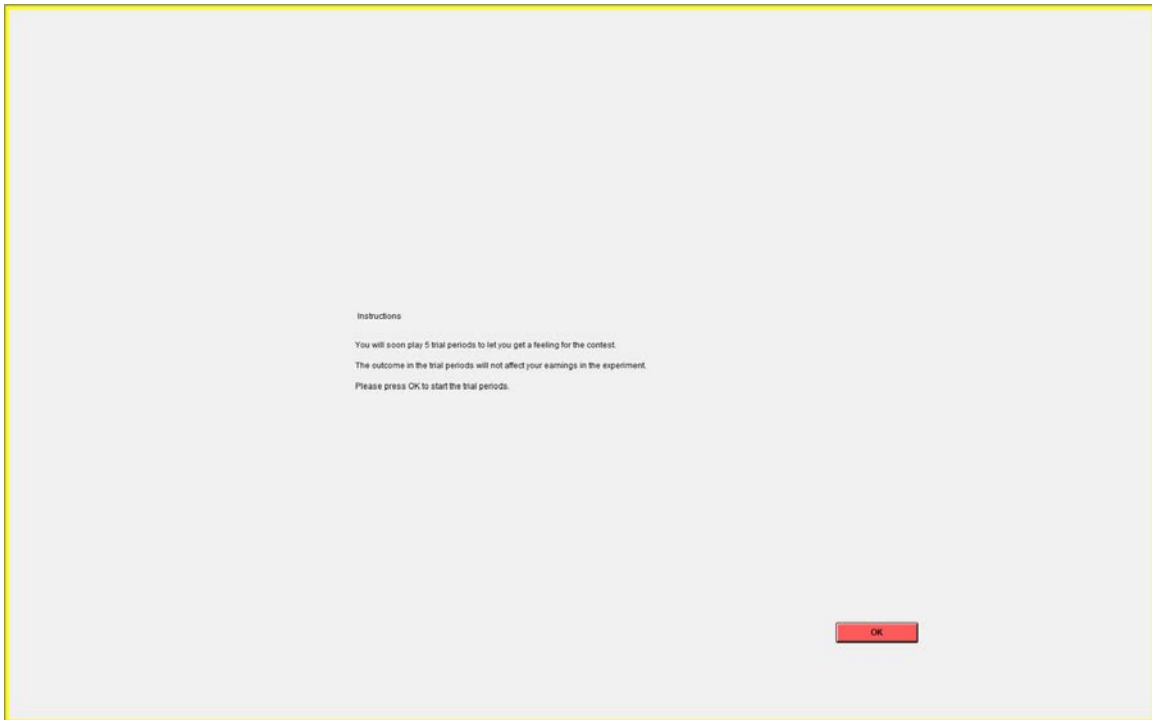 Instructions
You will soon play 5 trial periods to let you get a feeling for the contest.
The outcome in the trial periods will not affect your earnings in the experiment.
Please press OK to start the trial periods.
OK